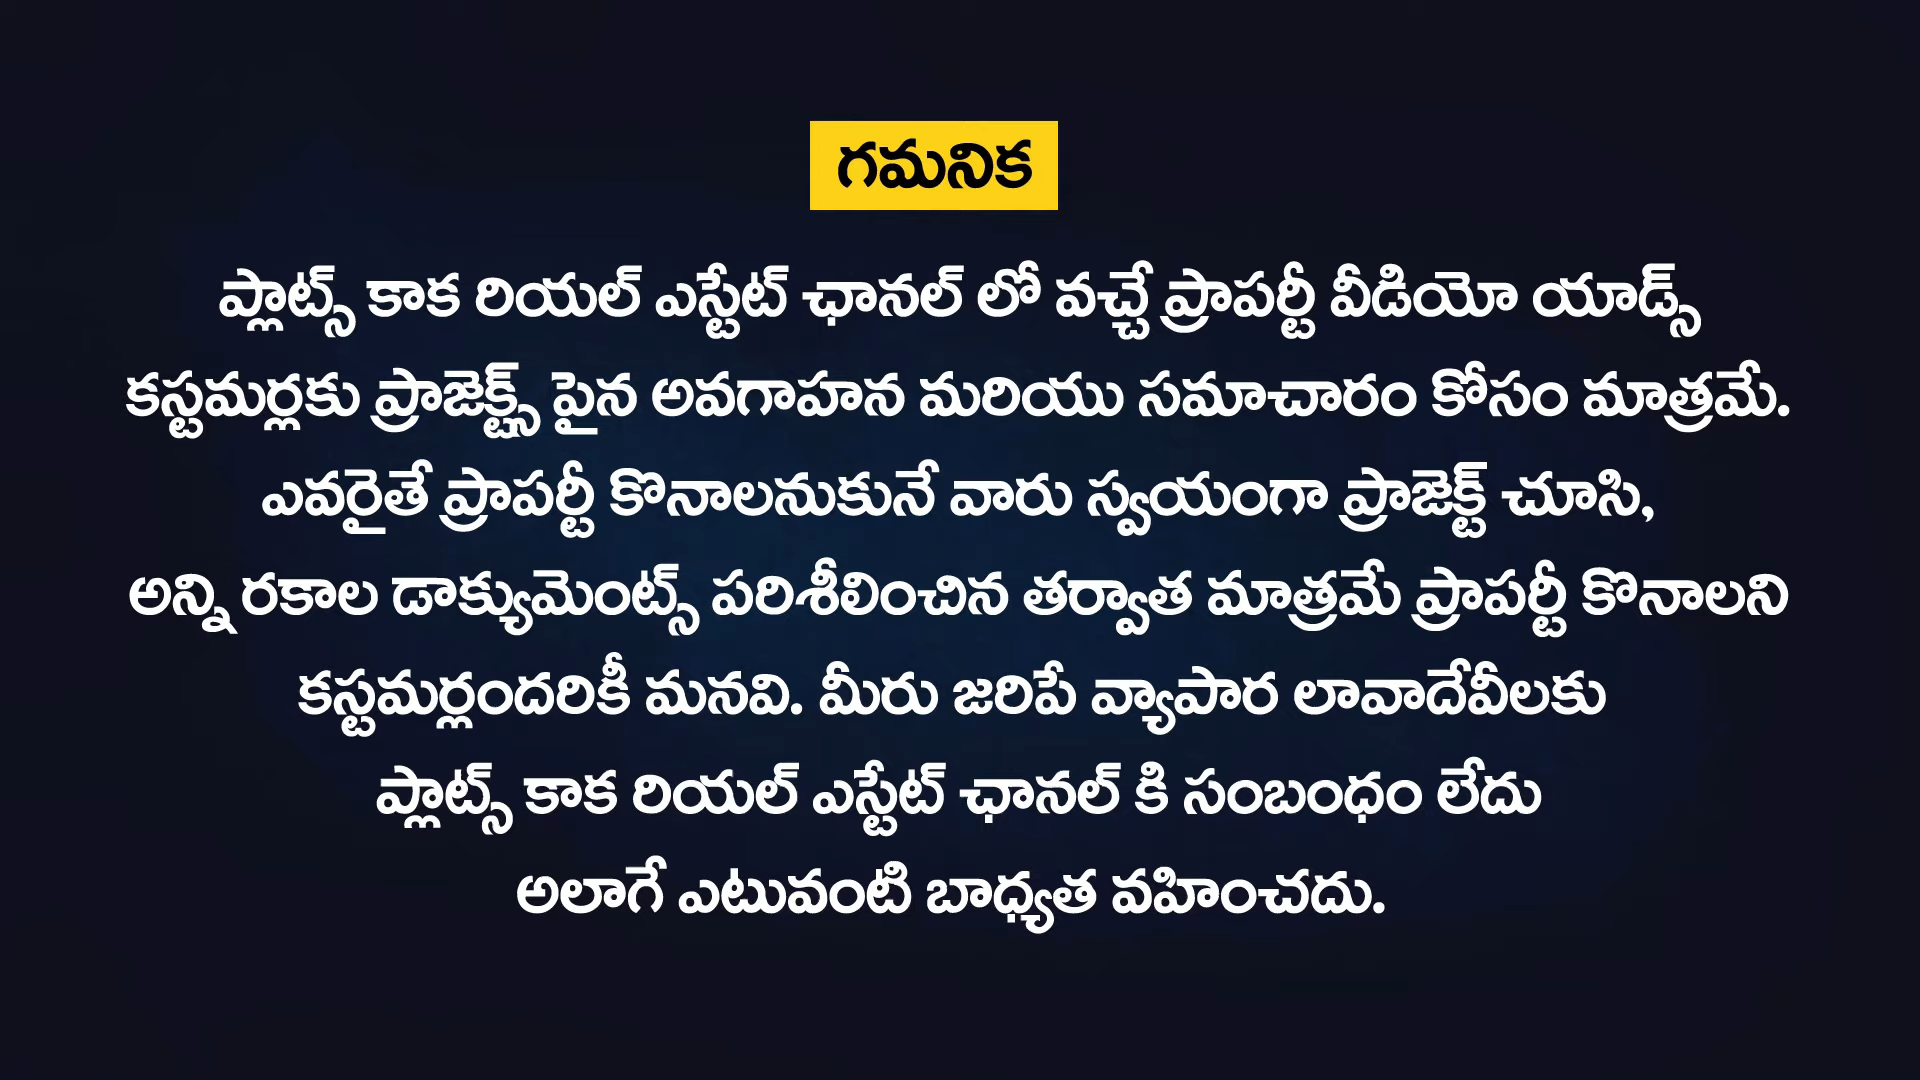 గమనిక
ప్లాట్స్ కాక రియల్ ఎస్టేట్ ఛానల్ లో వచ్చే ప్రాపర్టీ వీడియో యాడ్స్
కస్టమర్లకు ప్రాజెక్ట్స్ పైన అవగాహన మరియు సమాచారం కోసం మాత్రమే.
ఎవరైతే ప్రాపర్టీ కొనాలనుకునే వారు స్వయంగా ప్రాజెక్ట్ చూసి,
అన్ని రకాల డాక్యుమెంట్స్ పరిశీలించిన తర్వాత మాత్రమే ప్రాపర్టీ కొనాలని
కస్టమర్లందరికీ మనవి. మీరు జరిపే వ్యాపార లావాదేవీలకు
ప్లాట్స్ కాక రియల్ ఎస్టేట్ ఛానల్ కి సంబంధం లేదు
అలాగే ఎటువంటి బాధ్యత వహించదు.